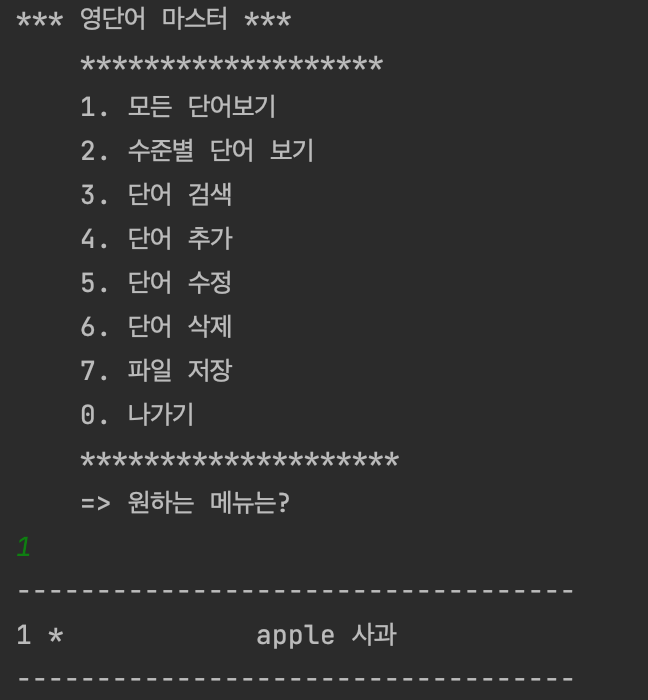 *** 영단어 마스터 ***
*******************
1. 모든 단어보기
2. 수준별 단어 보기
3. 단어 검색
4. 단어 추가
5. 단어 수정
6. 단어 삭제
7. 파일 저장
0. 나가기
********************
=> 원하는 메뉴는?
1
-----------------------------------
1 * apple 사과
-----------------------------------